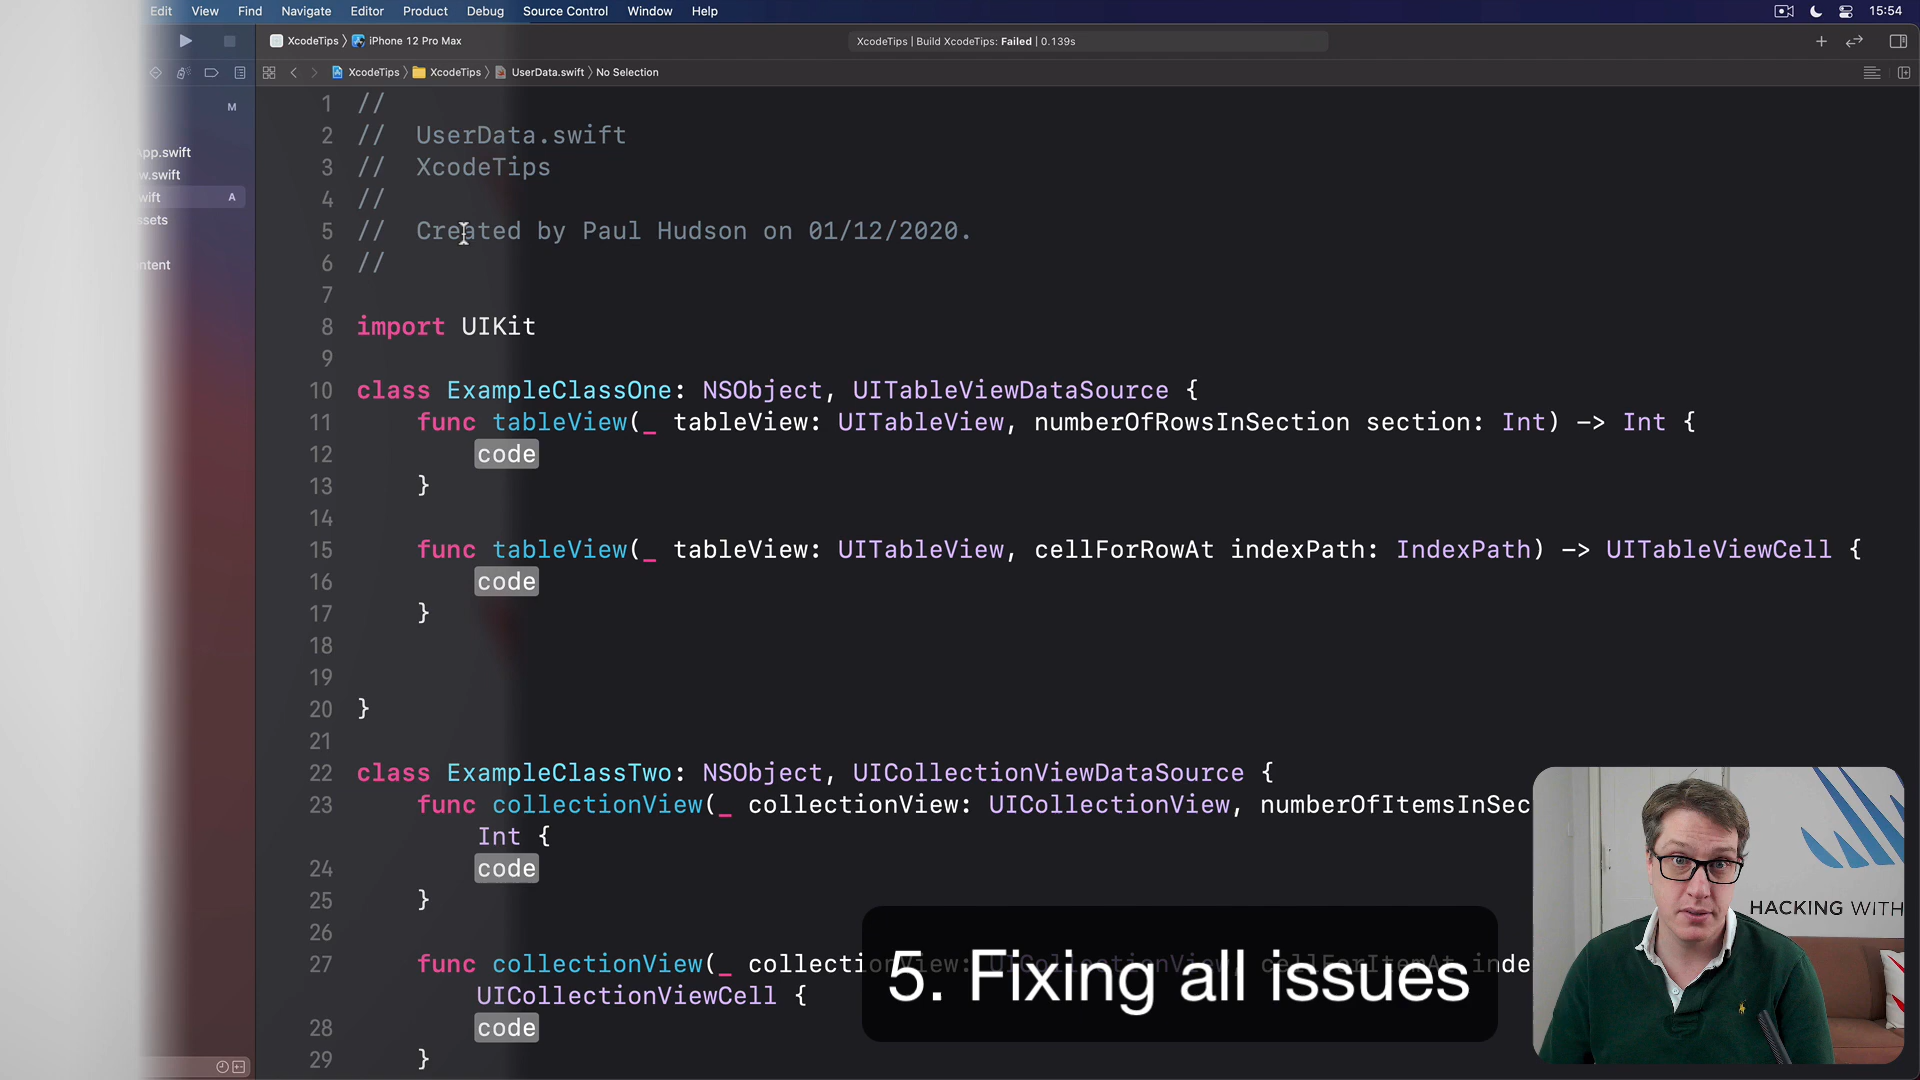 Edit View Find Navigate Editor Product Debug Source Control Window Help 15:54
XcodeTips iPhone 12 Pro Max XcodeTips | Build XcodeTips: Failed | 0.139s
XcodeTips XcodeTips UserData.swift No Selection
M
pp.swift
w.swift
wift A
ssets
ntent
1 //
2 // UserData.swift
3 // XcodeTips
4 //
5 // Created by Paul Hudson on 01/12/2020.
6 //
7
8 import UIKit
9
10 class ExampleClassOne: NSObject, UITableViewDataSource {
11 func tableView(_ tableView: UITableView, numberOfRowsInSection section: Int) -> Int {
12 code
13 }
14
15 func tableView(_ tableView: UITableView, cellForRowAt indexPath: IndexPath) -> UITableViewCell {
16 code
17 }
18
19
20 }
21
22 class ExampleClassTwo: NSObject, UICollectionViewDataSource {
23 func collectionView(_ collectionView: UICollectionView, numberOfItemsInSec
Int {
24 code
25 }
26
27 func collectionView(_ collectionView: UICollectionView, cellForItemAt inde
UICollectionViewCell {
28 code
29 }
5. Fixing all issues
HACKING WITH